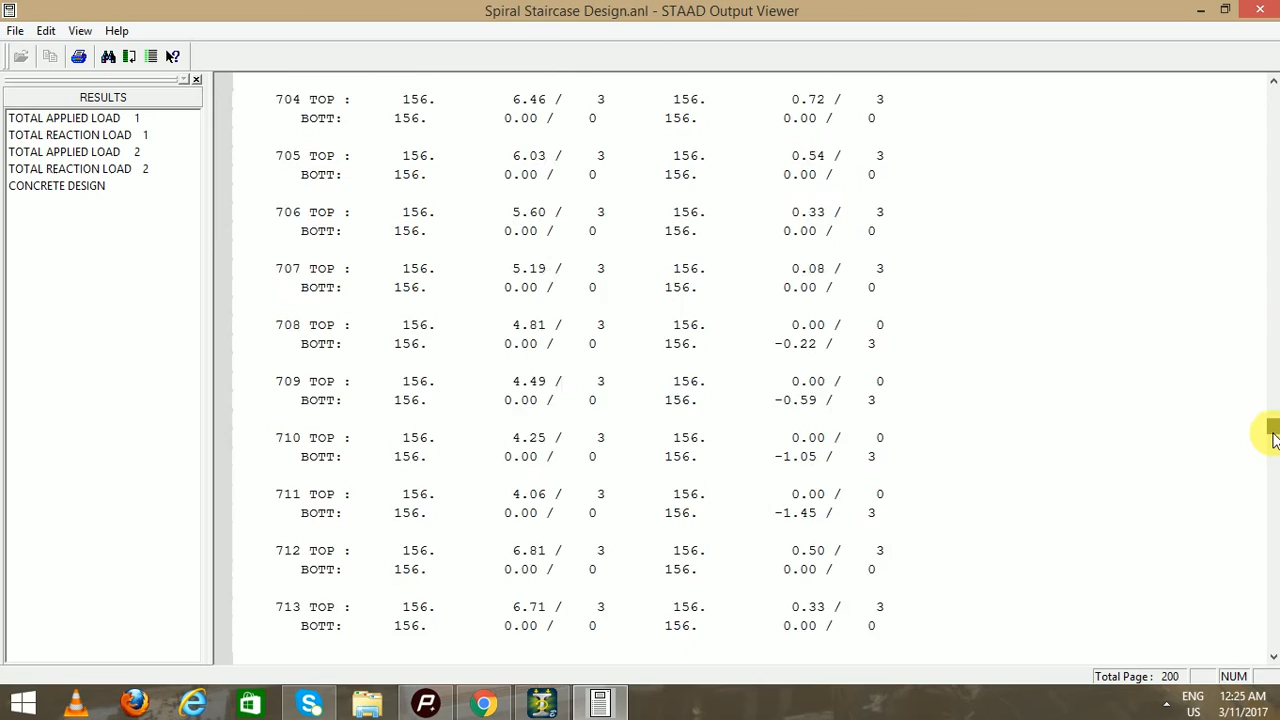 Spiral Staircase Design.anl - STAAD Output Viewer
File Edit View Help
RESULTS
TOTAL APPLIED LOAD 1
TOTAL REACTION LOAD 1
TOTAL APPLIED LOAD 2
TOTAL REACTION LOAD 2
CONCRETE DESIGN
704 TOP : 156. 6.46 / 3 156. 0.72 / 3
BOTT: 156. 0.00 / 0 156. 0.00 / 0
705 TOP : 156. 6.03 / 3 156. 0.54 / 3
BOTT: 156. 0.00 / 0 156. 0.00 / 0
706 TOP : 156. 5.60 / 3 156. 0.33 / 3
BOTT: 156. 0.00 / 0 156. 0.00 / 0
707 TOP : 156. 5.19 / 3 156. 0.08 / 3
BOTT: 156. 0.00 / 0 156. 0.00 / 0
708 TOP : 156. 4.81 / 3 156. 0.00 / 0
BOTT: 156. 0.00 / 0 156. -0.22 / 3
709 TOP : 156. 4.49 / 3 156. 0.00 / 0
BOTT: 156. 0.00 / 0 156. -0.59 / 3
710 TOP : 156. 4.25 / 3 156. 0.00 / 0
BOTT: 156. 0.00 / 0 156. -1.05 / 3
711 TOP : 156. 4.06 / 3 156. 0.00 / 0
BOTT: 156. 0.00 / 0 156. -1.45 / 3
712 TOP : 156. 6.81 / 3 156. 0.50 / 3
BOTT: 156. 0.00 / 0 156. 0.00 / 0
713 TOP : 156. 6.71 / 3 156. 0.33 / 3
BOTT: 156. 0.00 / 0 156. 0.00 / 0
Total Page: 200 NUM
ENG 12:25 AM
US 3/11/2017